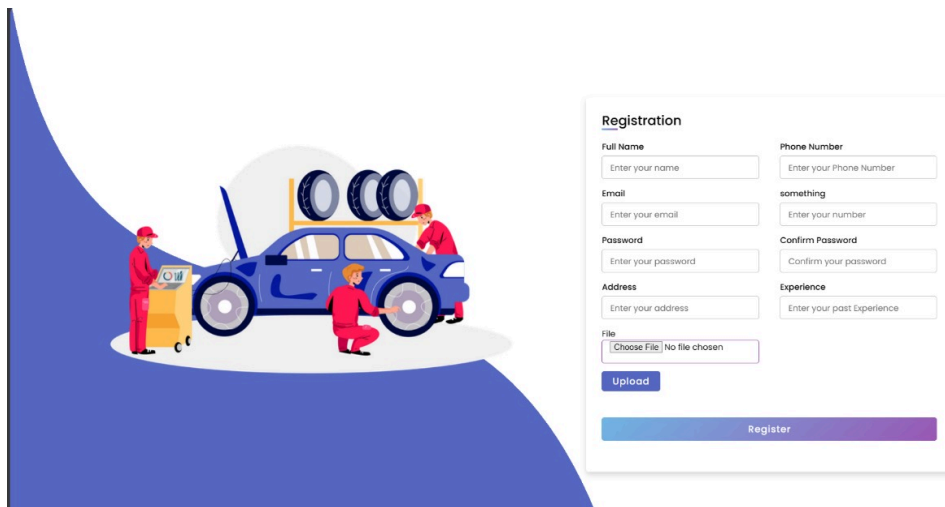 Registration
Full Name
Phone Number
Enter your name
Enter your Phone Number
Email
something
Enter your email
Enter your number
Password
Confirm Password
Enter your password
Confirm your password
Address
Experience
Enter your address
Enter your past Experience
File
Choose File No file chosen
Upload
Register